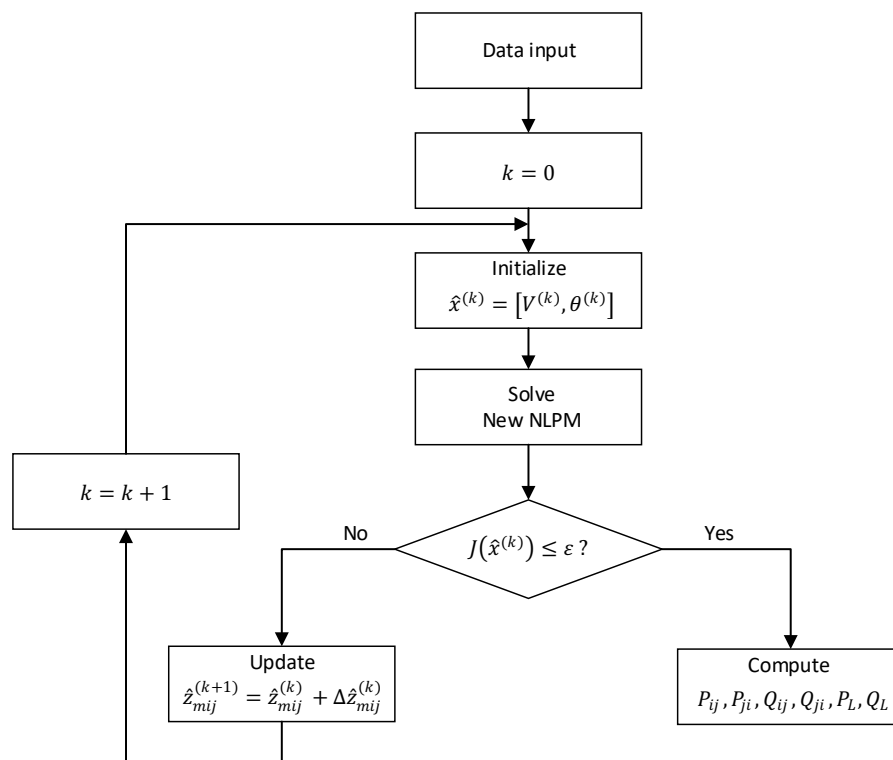 Data input
k = 0
Initialize
x̂^(k) = [V^(k), θ^(k)]
Solve
New NLPM
k = k + 1
No
J(x̂^(k)) ≤ ε ?
Yes
Update
ẑ_mij^(k+1) = ẑ_mij^(k) + Δẑ_mij^(k)
Compute
P_ij, P_ji, Q_ij, Q_ji, P_L, Q_L